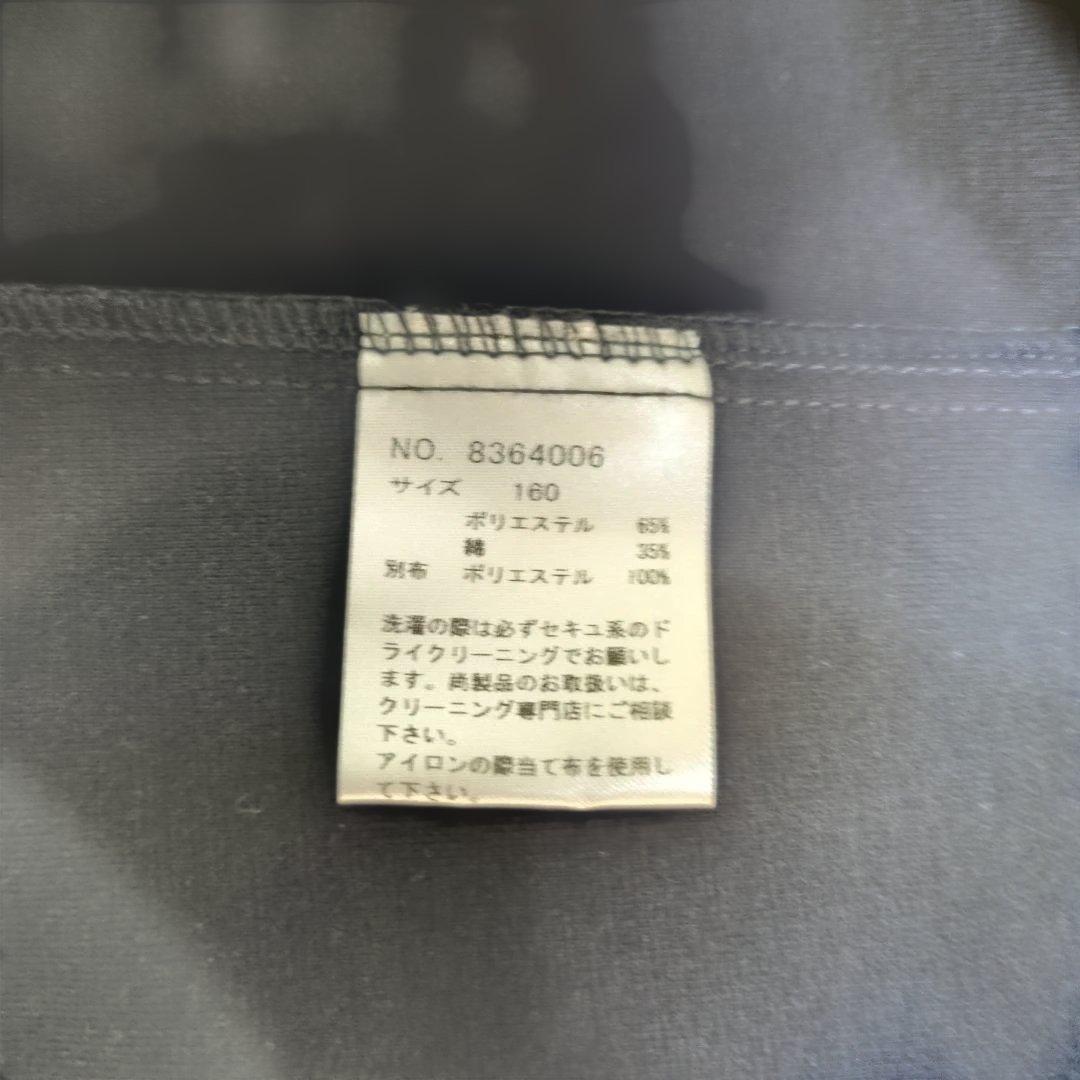 NO. 8364006
サイズ 160
ポリエステル 65%
綿 35%
別布 ポリエステル 100%
洗濯の際は必ずセキユ系のド
ライクリーニングでお願いし
ます。尚製品のお取扱いは、
クリーニング専門店にご相談
下さい。
アイロンの際当て布を使用し
て下さい。